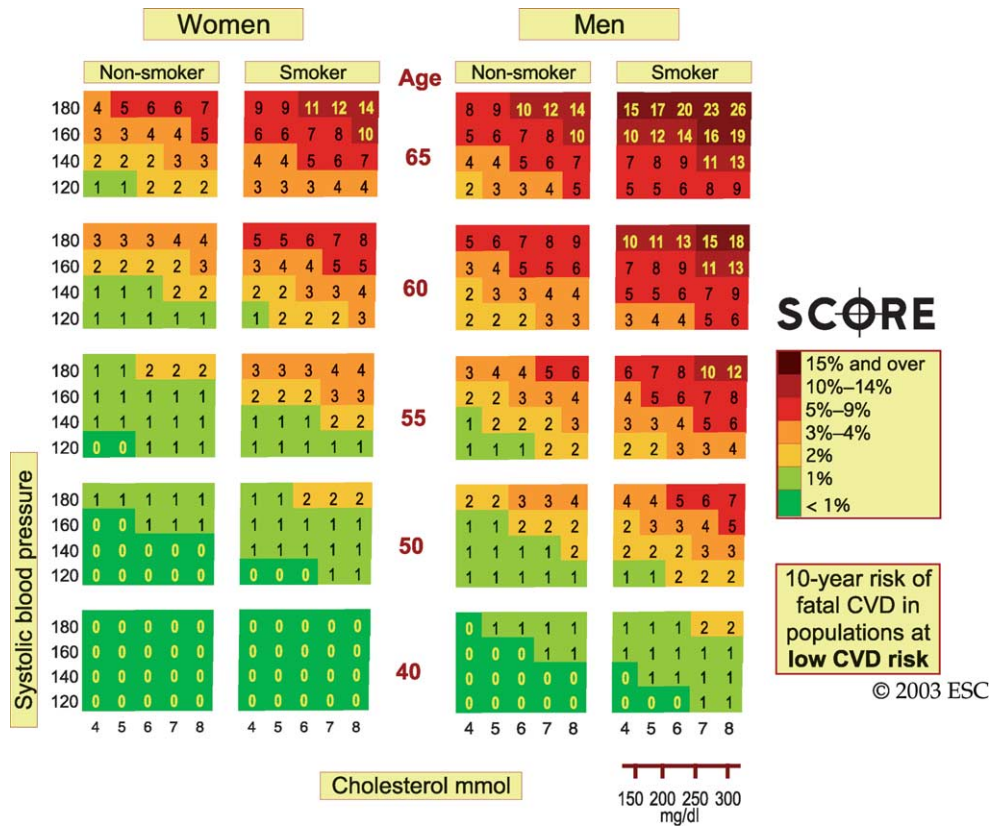 Women Men
Non-smoker Smoker Age Non-smoker Smoker
180 4 5 6 6 7 9 9 11 12 14 8 9 10 12 14 15 17 20 23 26
160 3 3 4 4 5 6 6 7 8 10 5 6 7 8 10 10 12 14 16 19
65
140 2 2 2 3 3 4 4 5 6 7 4 4 5 6 7 7 8 9 11 13
120 1 1 2 2 2 3 3 3 4 4 2 3 3 4 5 5 5 6 8 9
180 3 3 3 4 4 5 5 6 7 8 5 6 7 8 9 10 11 13 15 18
160 2 2 2 2 3 3 4 4 5 5 3 4 5 5 6 7 8 9 11 13
60
140 1 1 1 2 2 2 2 3 3 4 2 3 3 4 4 5 5 6 7 9
120 1 1 1 1 1 1 2 2 2 3 2 2 2 3 3 3 4 4 5 6
180 1 1 2 2 2 3 3 3 4 4 3 4 4 5 6 6 7 8 10 12
160 1 1 1 1 1 2 2 2 3 3 2 2 3 3 4 4 5 6 7 8
55
140 1 1 1 1 1 1 1 1 2 2 1 2 2 2 3 3 3 4 5 6
120 0 0 1 1 1 1 1 1 1 1 1 1 1 2 2 2 2 3 3 4
180 1 1 1 1 1 1 1 2 2 2 2 2 3 3 4 4 4 5 6 7
160 0 0 1 1 1 1 1 1 1 1 1 1 2 2 2 2 3 3 4 5
50
140 0 0 0 0 0 1 1 1 1 1 1 1 1 1 2 2 2 2 3 3
120 0 0 0 0 0 0 0 0 1 1 1 1 1 1 1 1 1 2 2 2
180 0 0 0 0 0 0 0 0 0 0 0 1 1 1 1 1 1 1 2 2
160 0 0 0 0 0 0 0 0 0 0 0 0 0 1 1 1 1 1 1 1
40
140 0 0 0 0 0 0 0 0 0 0 0 0 0 0 0 0 1 1 1 1
120 0 0 0 0 0 0 0 0 0 0 0 0 0 0 0 0 0 0 1 1
4 5 6 7 8 4 5 6 7 8 4 5 6 7 8 4 5 6 7 8
Systolic blood pressure
Cholesterol mmol
150 200 250 300
mg/dl
SCORE
15% and over
10%–14%
5%–9%
3%–4%
2%
1%
< 1%
10-year risk of
fatal CVD in
populations at
low CVD risk
© 2003 ESC